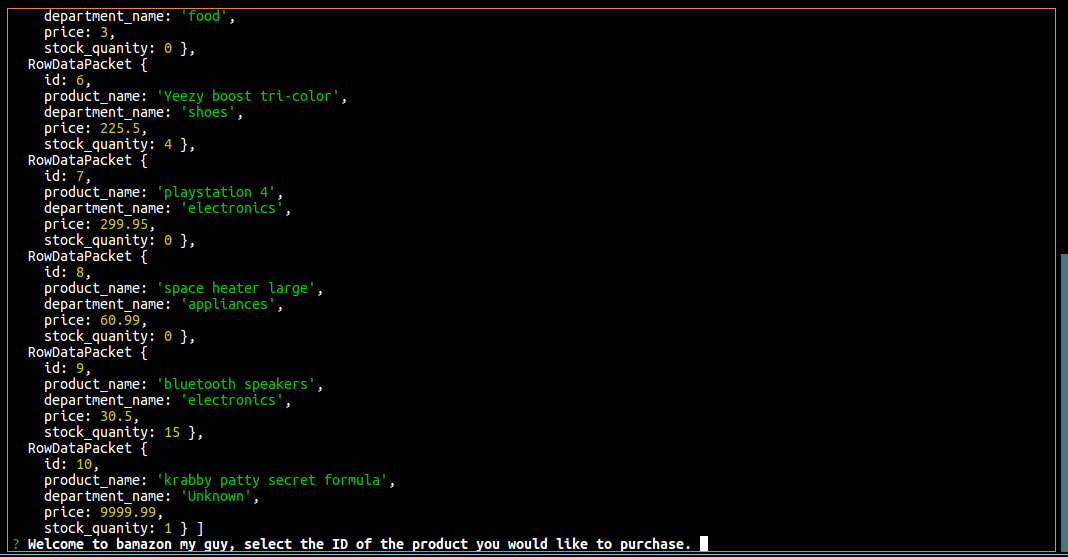 department_name: 'food',
price: 3,
stock_quanity: 0 },
RowDataPacket {
id: 6,
product_name: 'Yeezy boost tri-color',
department_name: 'shoes',
price: 225.5,
stock_quanity: 4 },
RowDataPacket {
id: 7,
product_name: 'playstation 4',
department_name: 'electronics',
price: 299.95,
stock_quanity: 0 },
RowDataPacket {
id: 8,
product_name: 'space heater large',
department_name: 'appliances',
price: 60.99,
stock_quanity: 0 },
RowDataPacket {
id: 9,
product_name: 'bluetooth speakers',
department_name: 'electronics',
price: 30.5,
stock_quanity: 15 },
RowDataPacket {
id: 10,
product_name: 'krabby patty secret formula',
department_name: 'Unknown',
price: 9999.99,
stock_quanity: 1 } ]
? Welcome to bamazon my guy, select the ID of the product you would like to purchase.